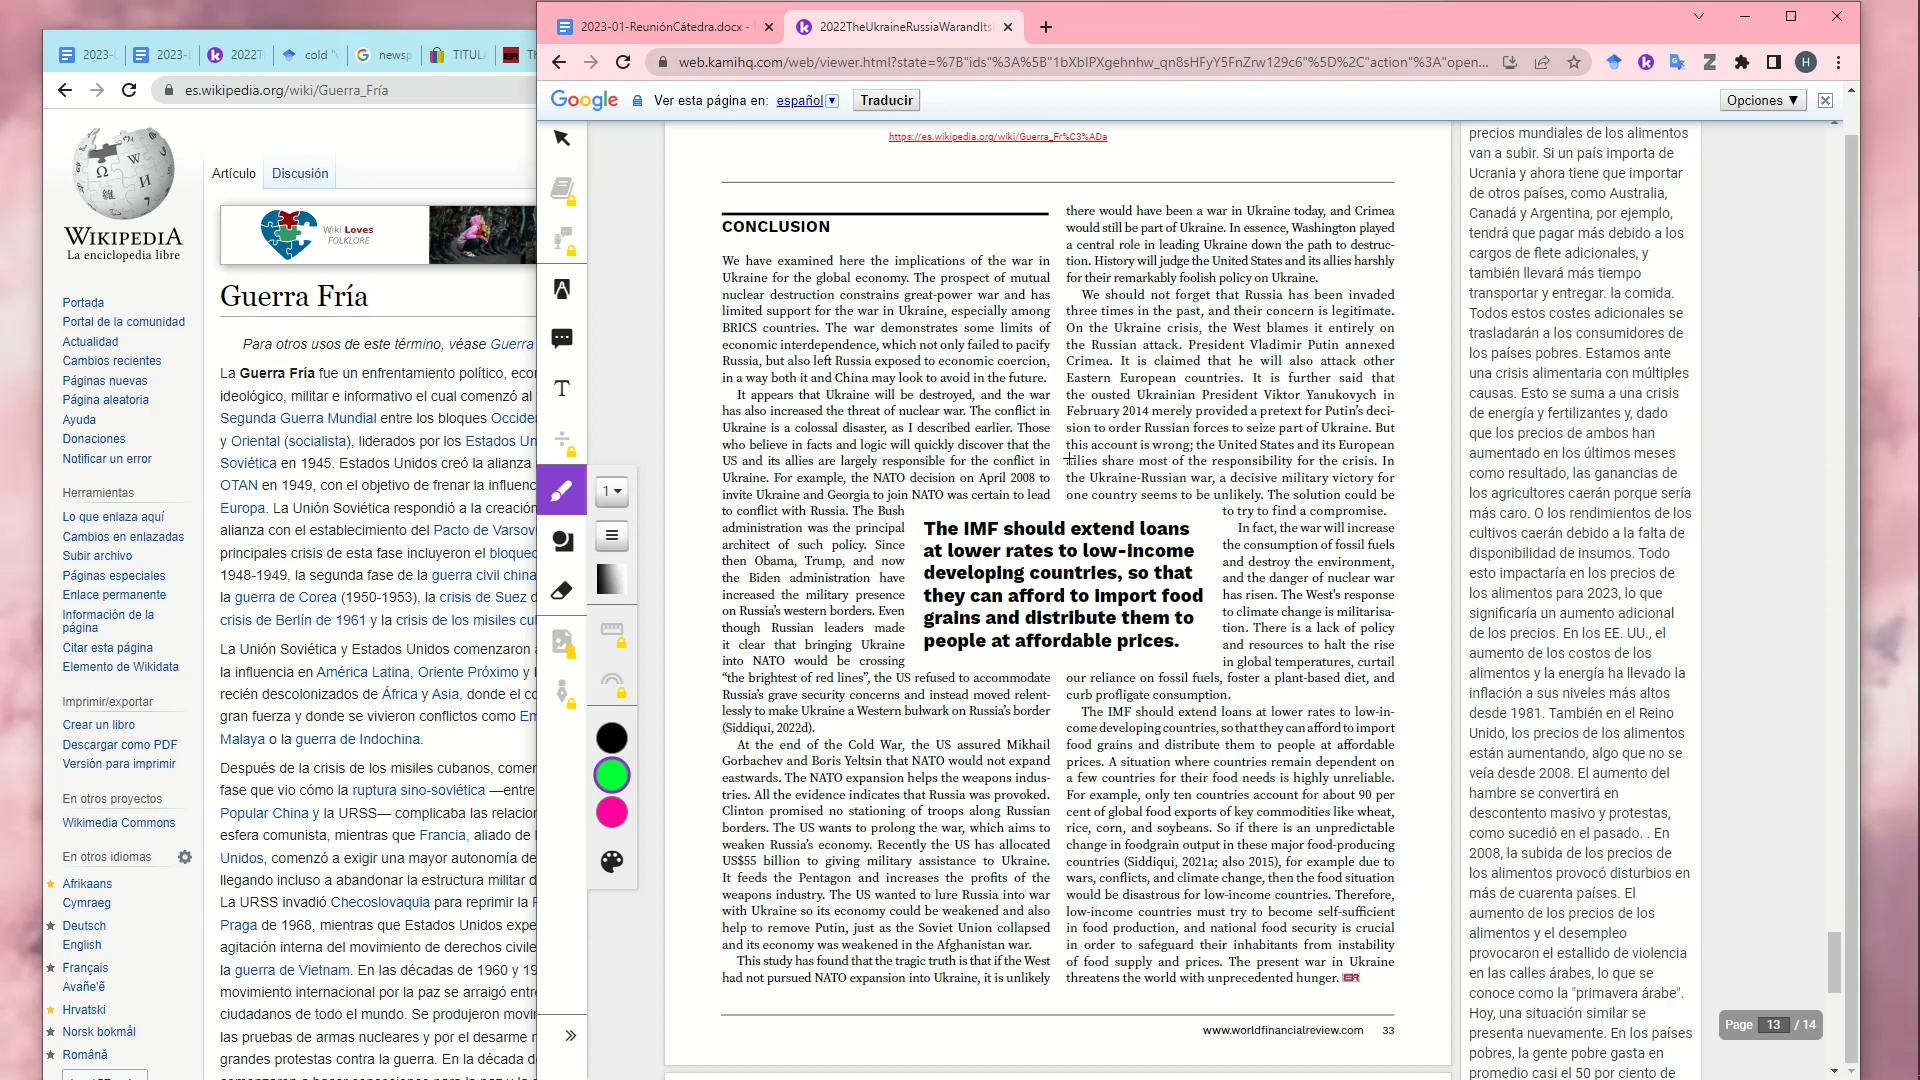 2023-01-ReuniónCátedra.docx -
2022TheUkraineRussiaWarandIts
2023-
2023-
2022T
cold "
newsp
TITUL
web.kamihq.com/web/viewer.html?state=%7B"ids"%3A%5B"1bXbIPXgehnhw_qn8sHFyY5FnZrw129c6"%5D%2C"action"%3A"open...
H
es.wikipedia.org/wiki/Guerra_Fría
Google
Ver esta página en: español
Traducir
Opciones ▼
WIKIPEDIA
La enciclopedia libre
Portada
Portal de la comunidad
Actualidad
Cambios recientes
Páginas nuevas
Página aleatoria
Ayuda
Donaciones
Notificar un error
Herramientas
Lo que enlaza aquí
Cambios en enlazadas
Subir archivo
Páginas especiales
Enlace permanente
Información de la
página
Citar esta página
Elemento de Wikidata
Imprimir/exportar
Crear un libro
Descargar como PDF
Versión para imprimir
En otros proyectos
Wikimedia Commons
En otros idiomas
Afrikaans
Cymraeg
Deutsch
English
Français
Avañe'ẽ
Hrvatski
Norsk bokmål
Română
Artículo
Discusión
Wiki Loves
FOLKLORE
Guerra Fría
Para otros usos de este término, véase Guerra
La Guerra Fría fue un enfrentamiento político, eco
ideológico, militar e informativo el cual comenzó al
Segunda Guerra Mundial entre los bloques Occide
y Oriental (socialista), liderados por los Estados Un
Soviética en 1945. Estados Unidos creó la alianza
OTAN en 1949, con el objetivo de frenar la influenc
Europa. La Unión Soviética respondió a la creación
alianza con el establecimiento del Pacto de Varsov
principales crisis de esta fase incluyeron el bloqueo
1948-1949, la segunda fase de la guerra civil china
la guerra de Corea (1950-1953), la crisis de Suez d
crisis de Berlín de 1961 y la crisis de los misiles cu
La Unión Soviética y Estados Unidos comenzaron a
la influencia en América Latina, Oriente Próximo y l
recién descolonizados de África y Asia, donde el co
gran fuerza y donde se vivieron conflictos como Em
Malaya o la guerra de Indochina.
Después de la crisis de los misiles cubanos, comen
fase que vio cómo la ruptura sino-soviética —entre
Popular China y la URSS— complicaba las relacion
esfera comunista, mientras que Francia, aliado de l
Unidos, comenzó a exigir una mayor autonomía de
llegando incluso a abandonar la estructura militar d
La URSS invadió Checoslovaquia para reprimir la P
Praga de 1968, mientras que Estados Unidos expe
agitación interna del movimiento de derechos civile
la guerra de Vietnam. En las décadas de 1960 y 19
movimiento internacional por la paz se arraigó entre
ciudadanos de todo el mundo. Se produjeron movi
las pruebas de armas nucleares y por el desarme n
grandes protestas contra la guerra. En la década d
T
1
https://es.wikipedia.org/wiki/Guerra_Fr%C3%ADa
CONCLUSION
We have examined here the implications of the war in
Ukraine for the global economy. The prospect of mutual
nuclear destruction constrains great-power war and has
limited support for the war in Ukraine, especially among
BRICS countries. The war demonstrates some limits of
economic interdependence, which not only failed to pacify
Russia, but also left Russia exposed to economic coercion,
in a way both it and China may look to avoid in the future.
It appears that Ukraine will be destroyed, and the war
has also increased the threat of nuclear war. The conflict in
Ukraine is a colossal disaster, as I described earlier. Those
who believe in facts and logic will quickly discover that the
US and its allies are largely responsible for the conflict in
Ukraine. For example, the NATO decision on April 2008 to
invite Ukraine and Georgia to join NATO was certain to lead
to conflict with Russia. The Bush
administration was the principal
architect of such policy. Since
then Obama, Trump, and now
the Biden administration have
increased the military presence
on Russia's western borders. Even
though Russian leaders made
it clear that bringing Ukraine
into NATO would be crossing
“the brightest of red lines”, the US refused to accommodate
Russia's grave security concerns and instead moved relent-
lessly to make Ukraine a Western bulwark on Russia's border
(Siddiqui, 2022d).
At the end of the Cold War, the US assured Mikhail
Gorbachev and Boris Yeltsin that NATO would not expand
eastwards. The NATO expansion helps the weapons indus-
tries. All the evidence indicates that Russia was provoked.
Clinton promised no stationing of troops along Russian
borders. The US wants to prolong the war, which aims to
weaken Russia's economy. Recently the US has allocated
US$55 billion to giving military assistance to Ukraine.
It feeds the Pentagon and increases the profits of the
weapons industry. The US wanted to lure Russia into war
with Ukraine so its economy could be weakened and also
help to remove Putin, just as the Soviet Union collapsed
and its economy was weakened in the Afghanistan war.
This study has found that the tragic truth is that if the West
had not pursued NATO expansion into Ukraine, it is unlikely
The IMF should extend loans
at lower rates to low-income
developing countries, so that
they can afford to import food
grains and distribute them to
people at affordable prices.
there would have been a war in Ukraine today, and Crimea
would still be part of Ukraine. In essence, Washington played
a central role in leading Ukraine down the path to destruc-
tion. History will judge the United States and its allies harshly
for their remarkably foolish policy on Ukraine.
We should not forget that Russia has been invaded
three times in the past, and their concern is legitimate.
On the Ukraine crisis, the West blames it entirely on
the Russian attack. President Vladimir Putin annexed
Crimea. It is claimed that he will also attack other
Eastern European countries. It is further said that
the ousted Ukrainian President Viktor Yanukovych in
February 2014 merely provided a pretext for Putin's deci-
sion to order Russian forces to seize part of Ukraine. But
this account is wrong; the United States and its European
allies share most of the responsibility for the crisis. In
the Ukraine-Russian war, a decisive military victory for
one country seems to be unlikely. The solution could be
to try to find a compromise.
In fact, the war will increase
the consumption of fossil fuels
and destroy the environment,
and the danger of nuclear war
has risen. The West's response
to climate change is militarisa-
tion. There is a lack of policy
and resources to halt the rise
in global temperatures, curtail
our reliance on fossil fuels, foster a plant-based diet, and
curb profligate consumption.
The IMF should extend loans at lower rates to low-in-
come developing countries, so that they can afford to import
food grains and distribute them to people at affordable
prices. A situation where countries remain dependent on
a few countries for their food needs is highly unreliable.
For example, only ten countries account for about 90 per
cent of global food exports of key commodities like wheat,
rice, corn, and soybeans. So if there is an unpredictable
change in foodgrain output in these major food-producing
countries (Siddiqui, 2021a; also 2015), for example due to
wars, conflicts, and climate change, then the food situation
would be disastrous for low-income countries. Therefore,
low-income countries must try to become self-sufficient
in food production, and national food security is crucial
in order to safeguard their inhabitants from instability
of food supply and prices. The present war in Ukraine
threatens the world with unprecedented hunger.
www.worldfinancialreview.com 33
precios mundiales de los alimentos
van a subir. Si un país importa de
Ucrania y ahora tiene que importar
de otros países, como Australia,
Canadá y Argentina, por ejemplo,
tendrá que pagar más debido a los
cargos de flete adicionales, y
también llevará más tiempo
transportar y entregar. la comida.
Todos estos costes adicionales se
trasladarán a los consumidores de
los países pobres. Estamos ante
una crisis alimentaria con múltiples
causas. Esto se suma a una crisis
de energía y fertilizantes y, dado
que los precios de ambos han
aumentado en los últimos meses
como resultado, las ganancias de
los agricultores caerán porque sería
más caro. O los rendimientos de los
cultivos caerán debido a la falta de
disponibilidad de insumos. Todo
esto impactaría en los precios de
los alimentos para 2023, lo que
significaría un aumento adicional
de los precios. En los EE. UU., el
aumento de los costos de los
alimentos y la energía ha llevado la
inflación a sus niveles más altos
desde 1981. También en el Reino
Unido, los precios de los alimentos
están aumentando, algo que no se
veía desde 2008. El aumento del
hambre se convertirá en
descontento masivo y protestas,
como sucedió en el pasado. . En
2008, la subida de los precios de
los alimentos provocó disturbios en
más de cuarenta países. El
aumento de los precios de los
alimentos y el desempleo
provocaron el estallido de violencia
en las calles árabes, lo que se
conoce como la "primavera árabe".
Hoy, una situación similar se
presenta nuevamente. En los países
pobres, la gente pobre gasta en
promedio casi el 50 por ciento de
Page 13 / 14